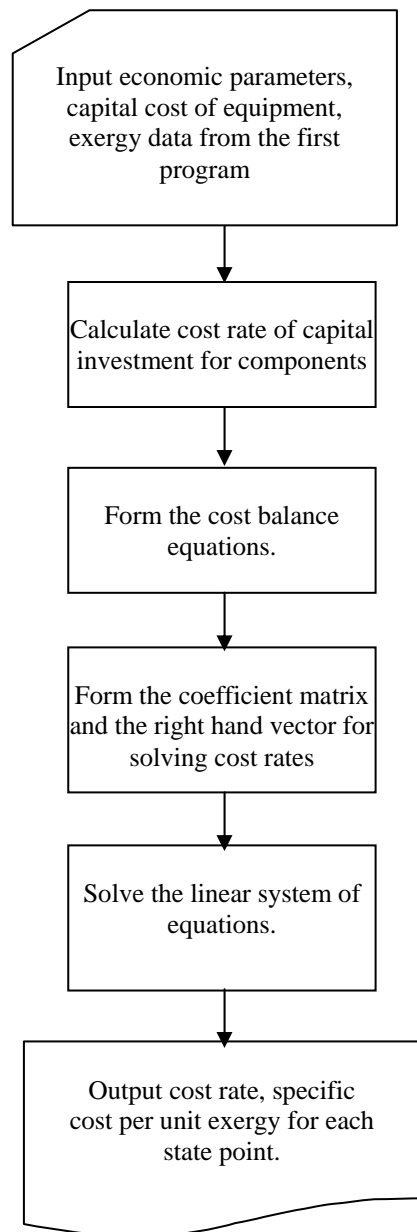 Input economic parameters,
capital cost of equipment,
exergy data from the first
program
Calculate cost rate of capital
investment for components
Form the cost balance
equations.
Form the coefficient matrix
and the right hand vector for
solving cost rates
Solve the linear system of
equations.
Output cost rate, specific
cost per unit exergy for each
state point.